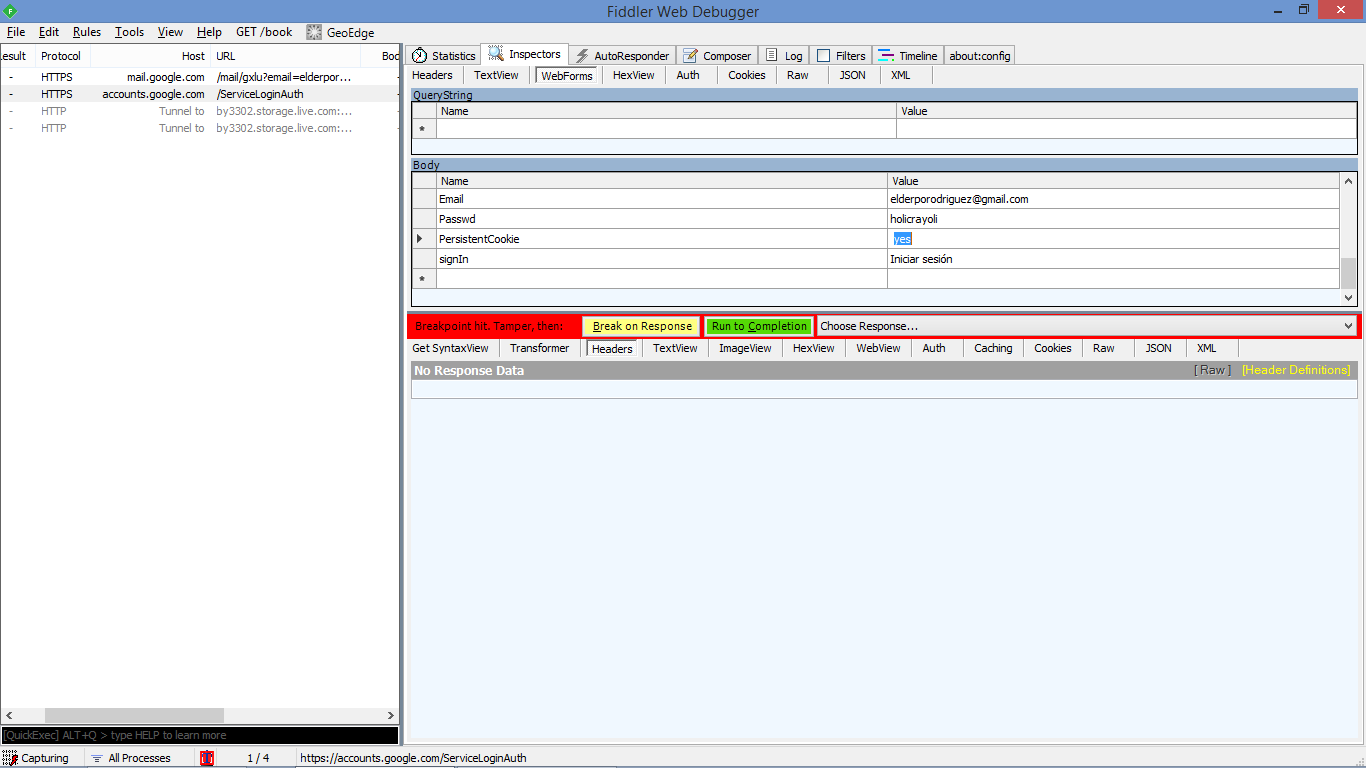 Fiddler Web Debugger
File Edit Rules Tools View Help GET /book GeoEdge
esult Protocol Host URL Bod
- HTTPS mail.google.com /mail/gxlu?email=elderpor...
- HTTPS accounts.google.com /ServiceLoginAuth
- HTTP Tunnel to by3302.storage.live.com:...
- HTTP Tunnel to by3302.storage.live.com:...
[QuickExec] ALT+Q > type HELP to learn more
Statistics Inspectors AutoResponder Composer Log Filters Timeline about:config
Headers TextView WebForms HexView Auth Cookies Raw JSON XML
QueryString
Name Value
*
Body
Name Value
Email elderporodriguez@gmail.com
Passwd holicrayoli
PersistentCookie yes
signIn Iniciar sesión
*
Breakpoint hit. Tamper, then: Break on Response Run to Completion Choose Response...
Get SyntaxView Transformer Headers TextView ImageView HexView WebView Auth Caching Cookies Raw JSON XML
No Response Data [ Raw ] [Header Definitions]
Capturing All Processes 1 / 4 https://accounts.google.com/ServiceLoginAuth